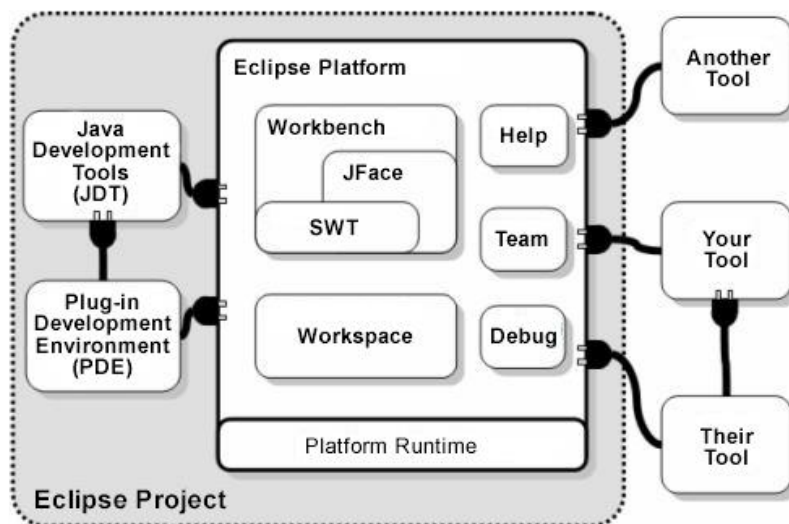 Eclipse Platform
Another
Tool
Java
Development
Tools
(JDT)
Workbench
JFace
SWT
Help
Team
Your
Tool
Plug-in
Development
Environment
(PDE)
Workspace
Debug
Platform Runtime
Their
Tool
Eclipse Project